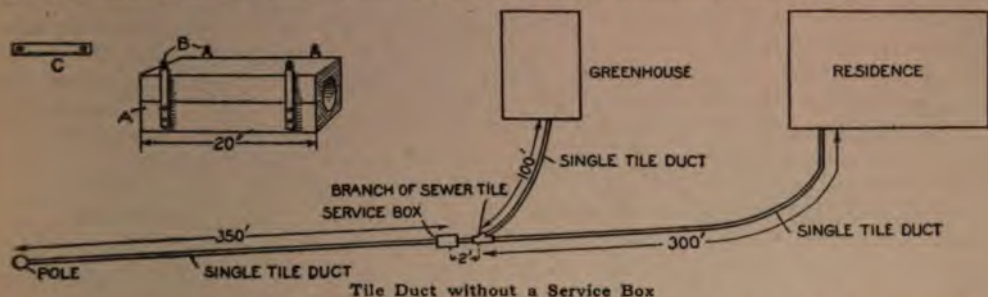 B
C
A
20'
GREENHOUSE
RESIDENCE
100'
SINGLE TILE DUCT
BRANCH OF SEWER TILE
SERVICE BOX
350'
2'
300'
SINGLE TILE DUCT
POLE
SINGLE TILE DUCT
Tile Duct without a Service Box